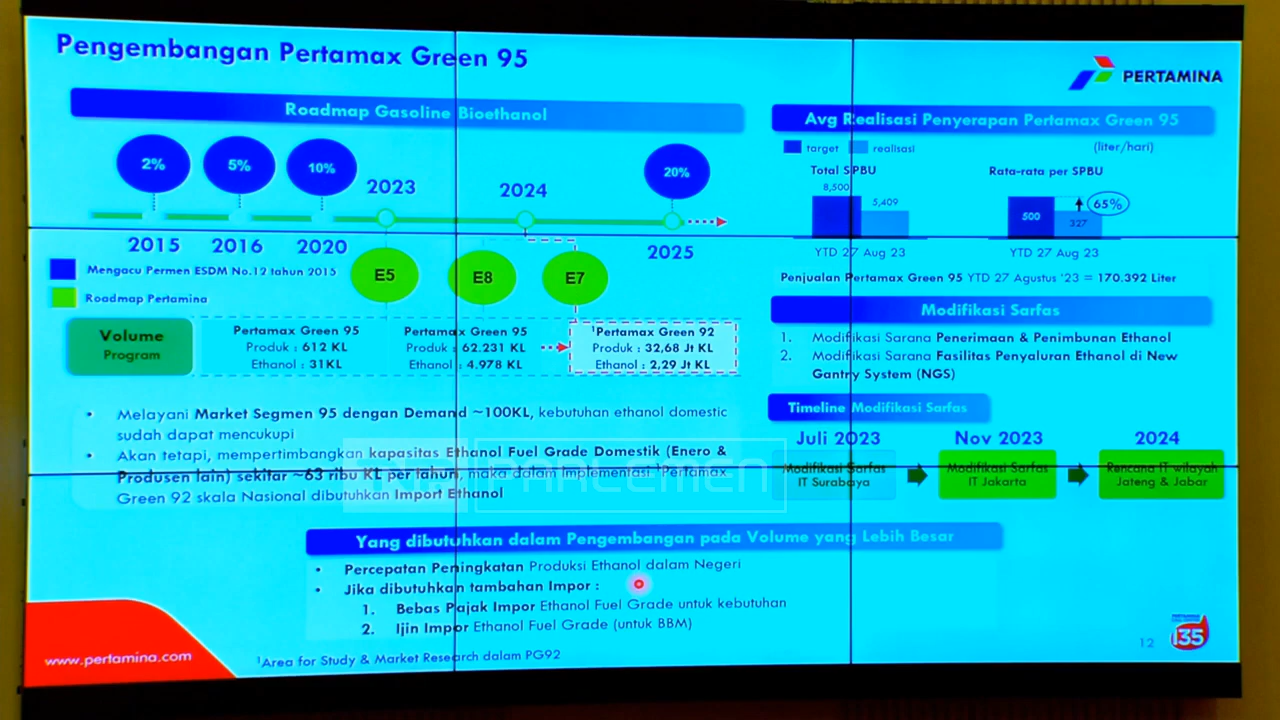 Pengembangan Pertamax Green 95
PERTAMINA
Roadmap Gasoline Bioethanol
2%
5%
10%
2023
2024
20%
2015
2016
2020
2025
Mengacu Permen ESDM No.12 tahun 2015
Roadmap Pertamina
E5
E8
E7
Volume
Program
Pertamax Green 95
Produk : 612 KL
Ethanol : 31KL
Pertamax Green 95
Produk : 62.231 KL
Ethanol : 4.978 KL
¹Pertamax Green 92
Produk : 32,68 Jt KL
Ethanol : 2,29 Jt KL
• Melayani Market Segmen 95 dengan Demand ~100KL, kebutuhan ethanol domestic
sudah dapat mencukupi
• Akan tetapi, mempertimbangkan kapasitas Ethanol Fuel Grade Domestik (Enero &
Produsen lain) sekitar ~63 ribu KL per tahun, maka dalam implementasi ¹Pertamax
Green 92 skala Nasional dibutuhkan Import Ethanol
Avg Realisasi Penyerapan Pertamax Green 95
target realisasi
(liter/hari)
Total SPBU
8,500
5,409
YTD 27 Aug 23
Rata-rata per SPBU
500
327
65%
YTD 27 Aug 23
Penjualan Pertamax Green 95 YTD 27 Agustus '23 = 170.392 Liter
Modifikasi Sarfas
1. Modifikasi Sarana Penerimaan & Penimbunan Ethanol
2. Modifikasi Sarana Fasilitas Penyaluran Ethanol di New
Gantry System (NGS)
Timeline Modifikasi Sarfas
Juli 2023
Nov 2023
2024
Modifikasi Sarfas
IT Surabaya
Modifikasi Sarfas
IT Jakarta
Rencana IT wilayah
Jateng & Jabar
Yang dibutuhkan dalam Pengembangan pada Volume yang Lebih Besar
• Percepatan Peningkatan Produksi Ethanol dalam Negeri
• Jika dibutuhkan tambahan Impor :
1. Bebas Pajak Impor Ethanol Fuel Grade untuk kebutuhan
2. Ijin Impor Ethanol Fuel Grade (untuk BBM)
www.pertamina.com
¹Area for Study & Market Research dalam PG92
12
135